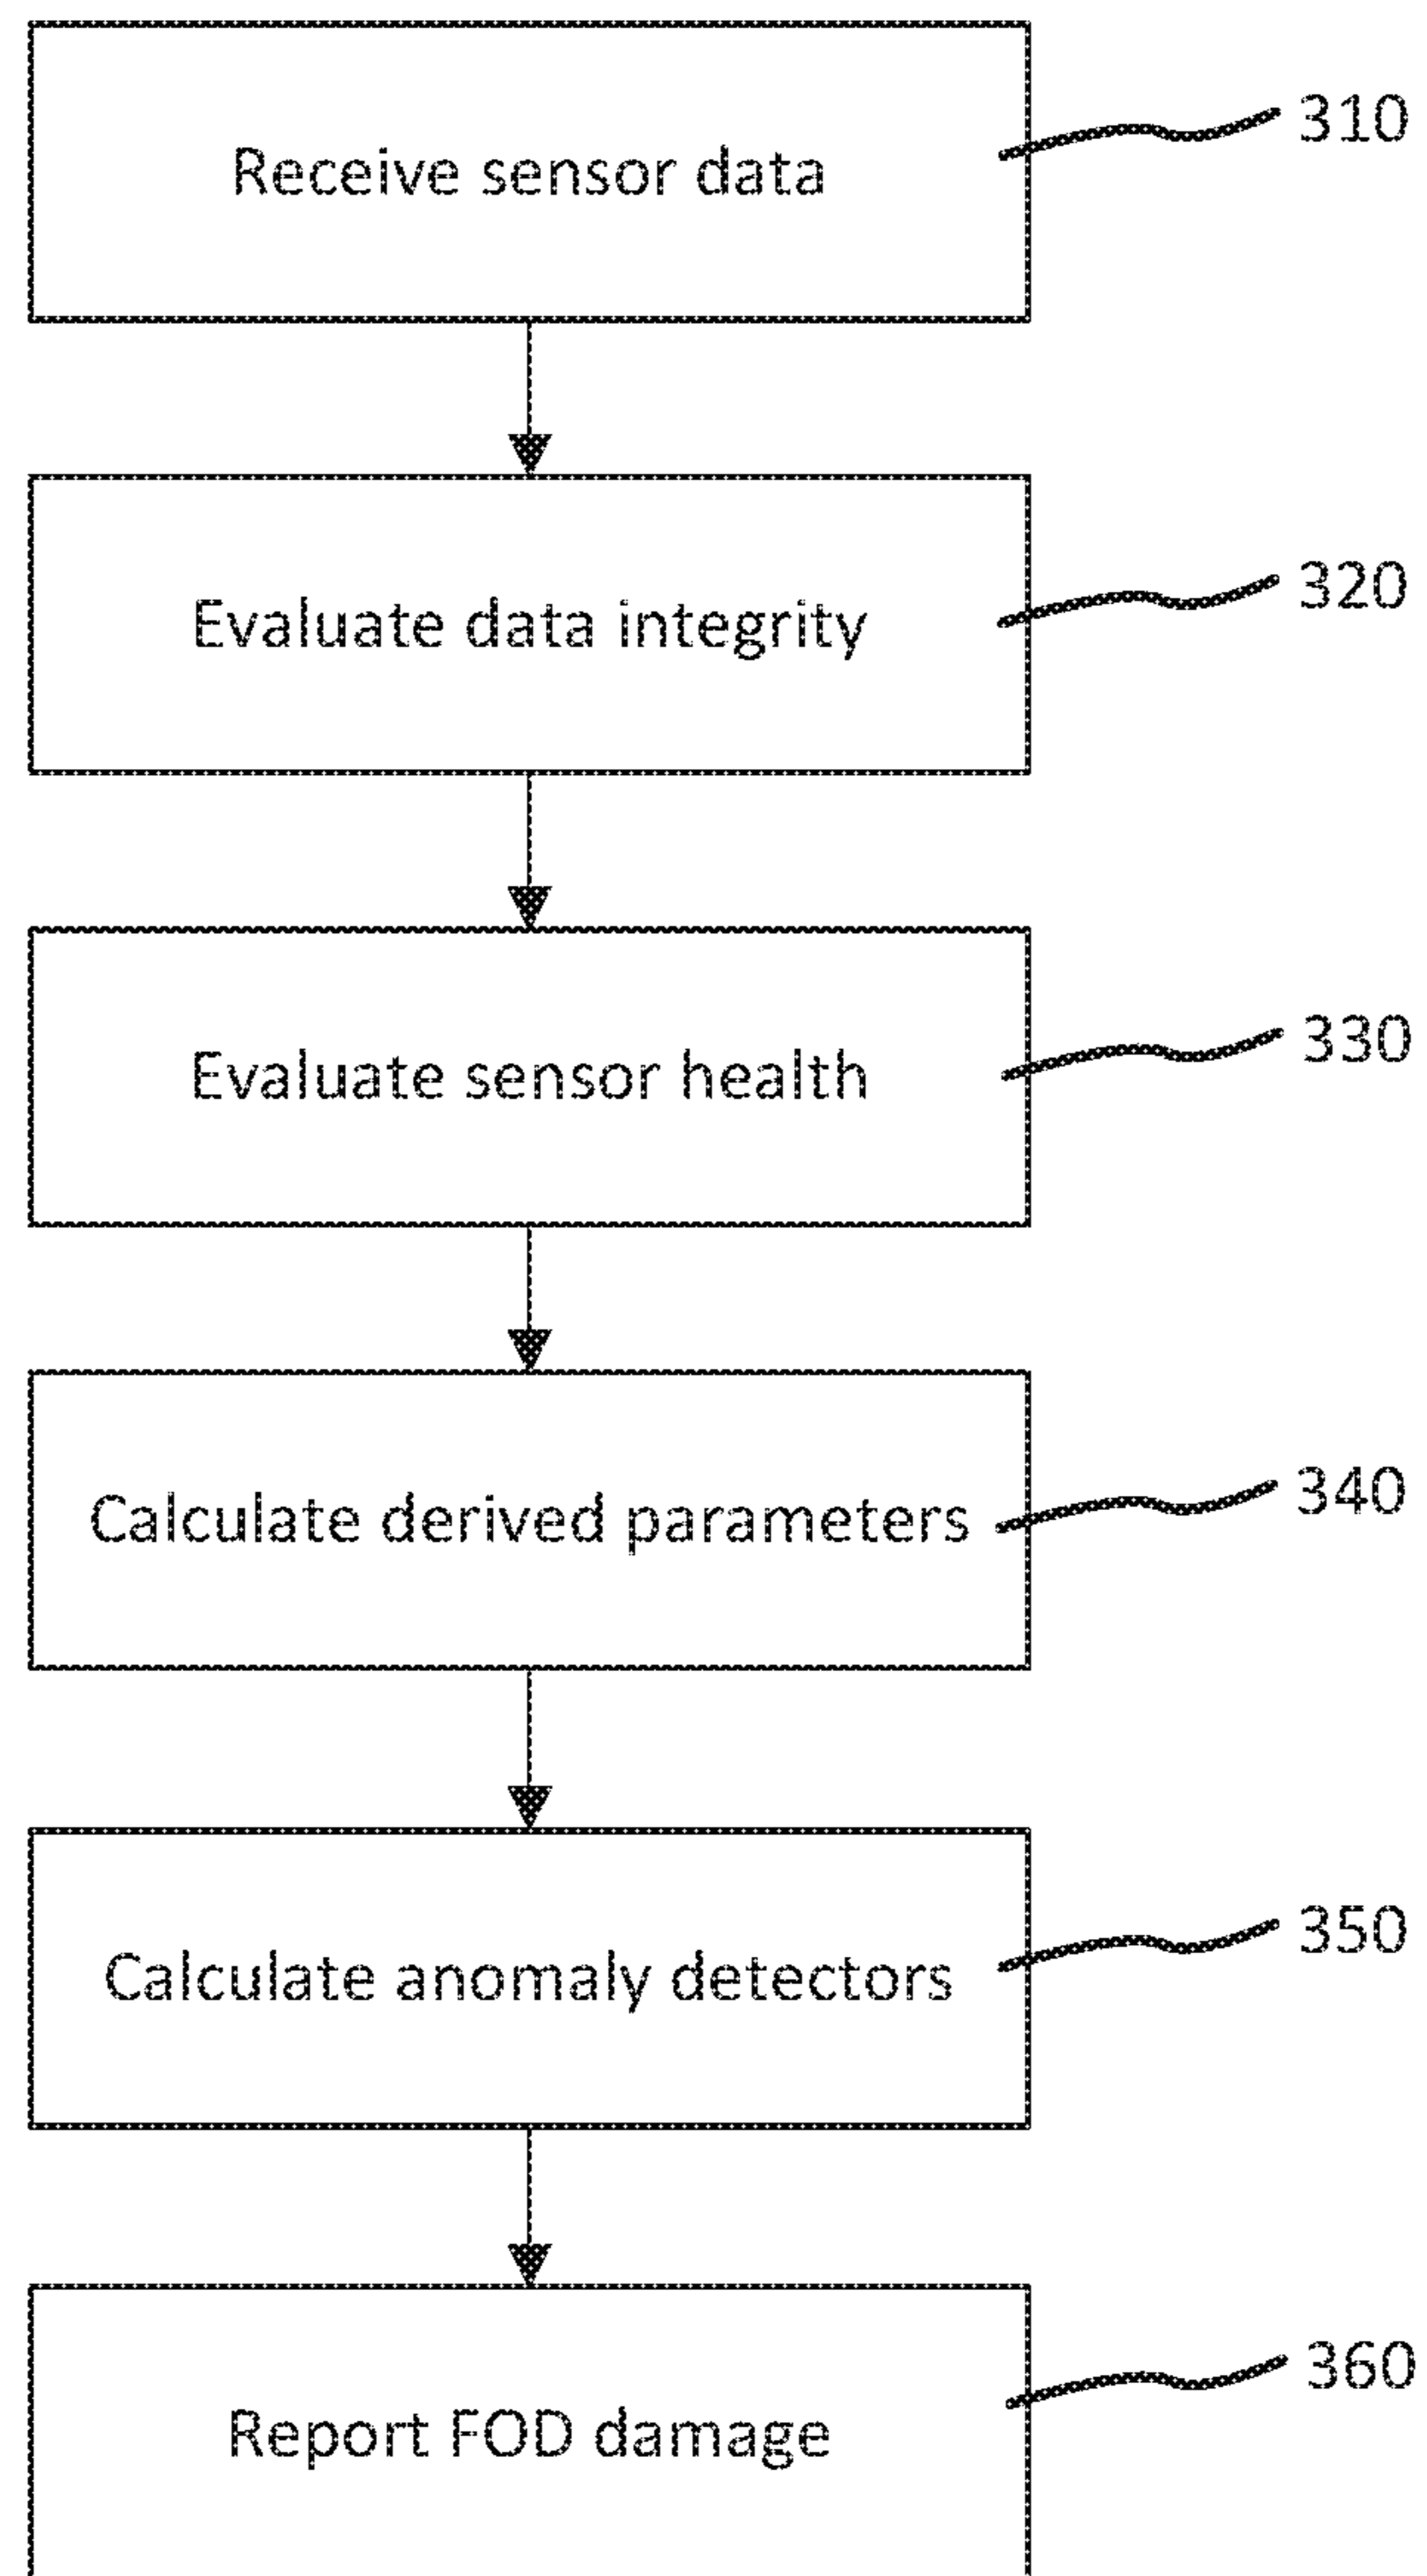 Receive sensor data
310
Evaluate data integrity
320
Evaluate sensor health
330
Calculate derived parameters
340
Calculate anomaly detectors
350
Report FOD damage
360